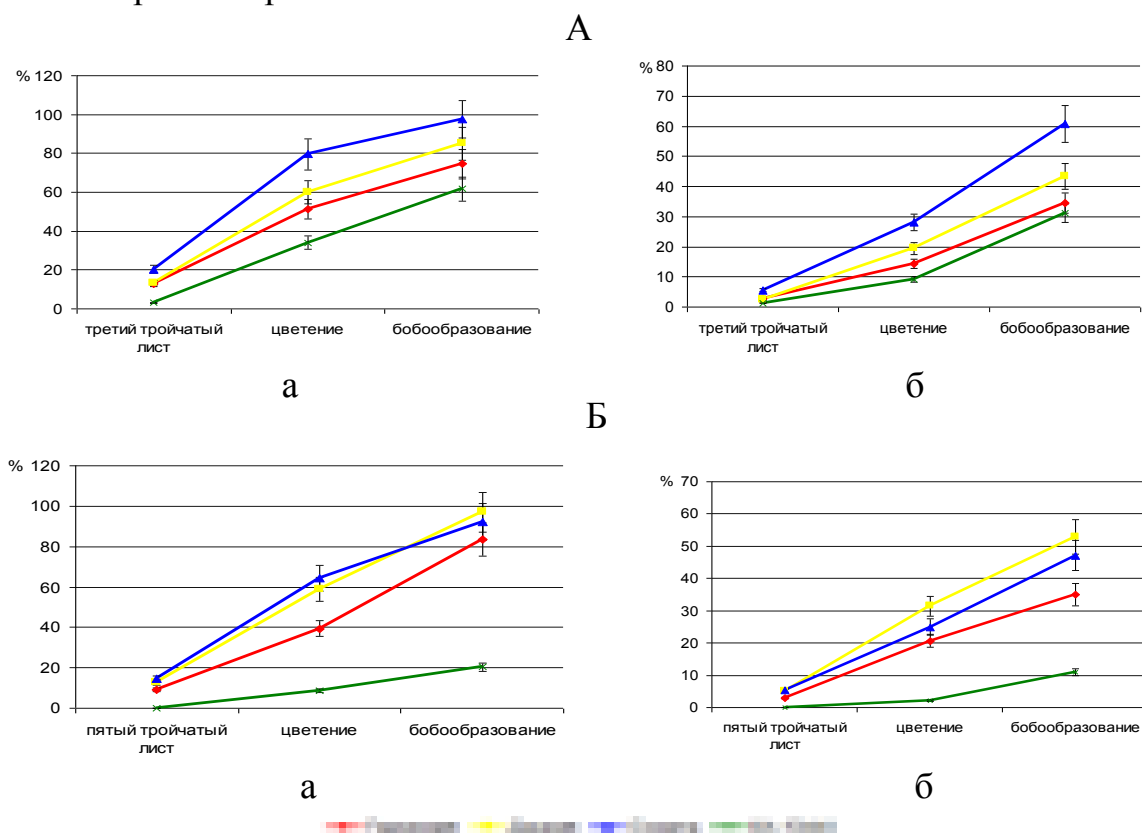 А
% 120
100
80
60
40
20
0
третий тройчатый лист
цветение
бобообразование
а
% 80
70
60
50
40
30
20
10
0
третий тройчатый
лист
цветение
бобообразование
б
Б
% 120
100
80
60
40
20
0
пятый тройчатый
лист
цветение
бобообразование
а
% 70
60
50
40
30
20
10
0
пятый тройчатый
лист
цветение
бобообразование
б